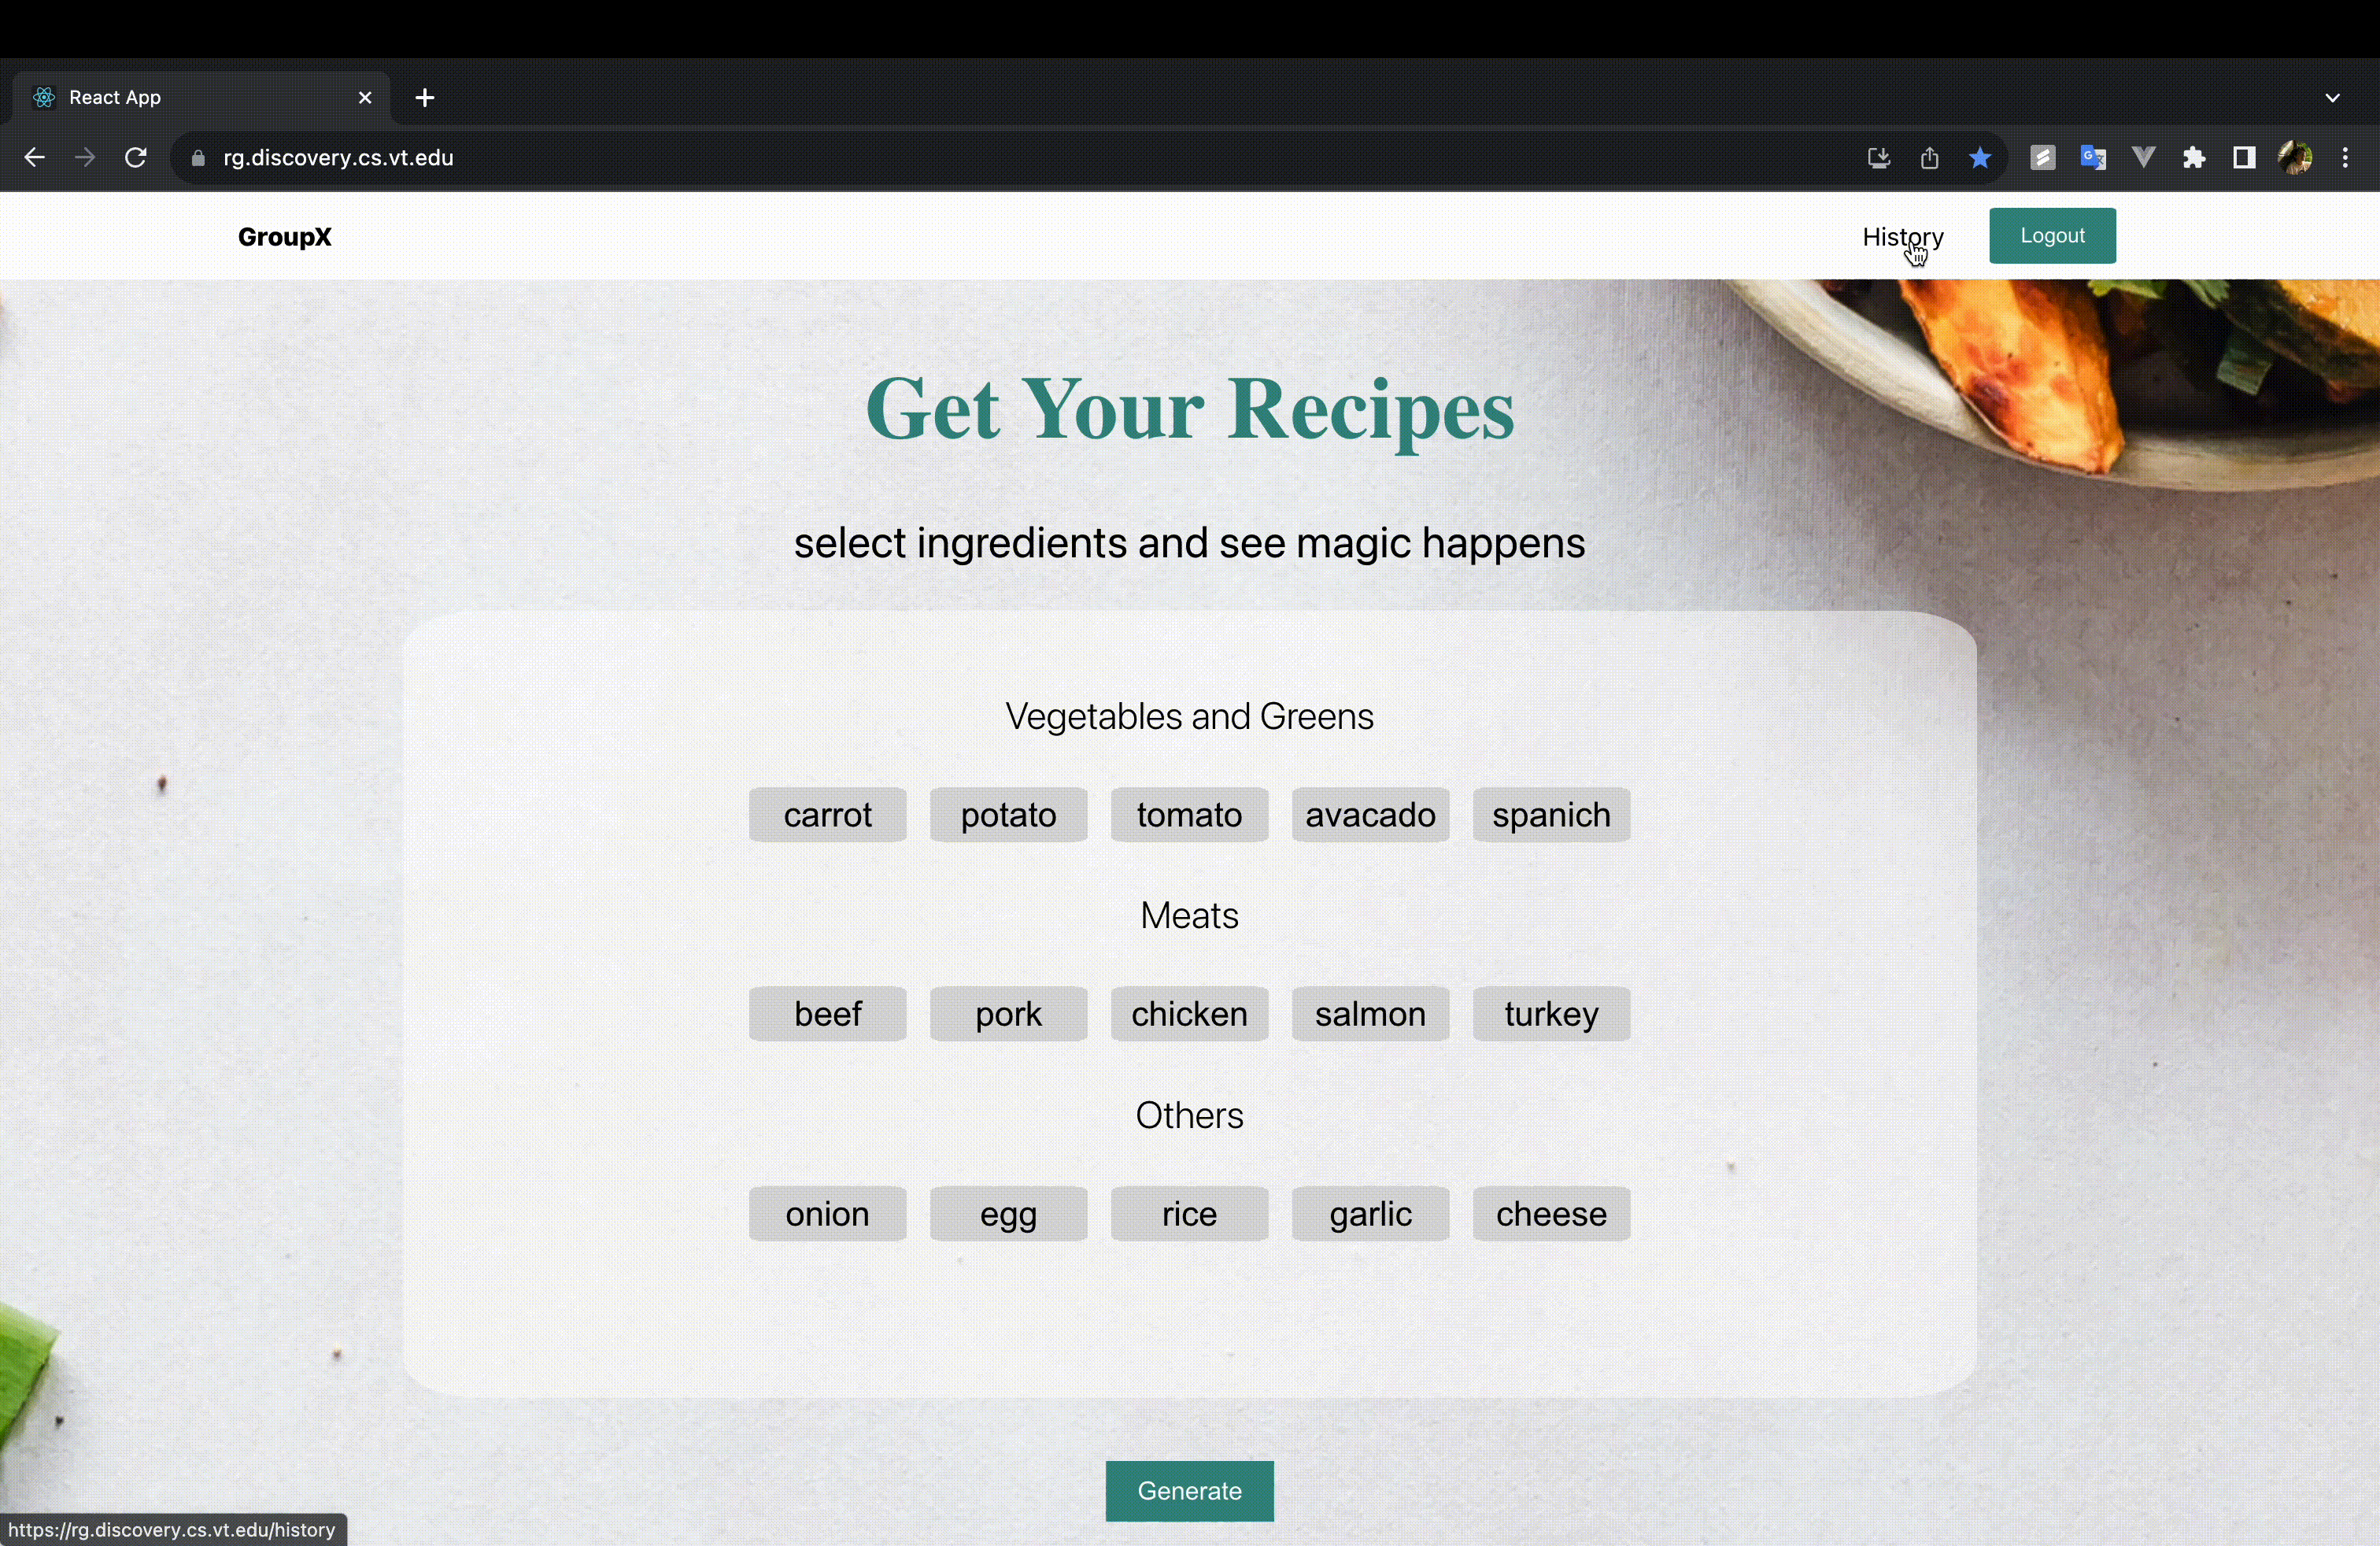 React App
rg.discovery.cs.vt.edu
GroupX
History
Logout
Get Your Recipes
select ingredients and see magic happens
Vegetables and Greens
carrot potato tomato avacado spanich
Meats
beef pork chicken salmon turkey
Others
onion egg rice garlic cheese
Generate
https://rg.discovery.cs.vt.edu/history